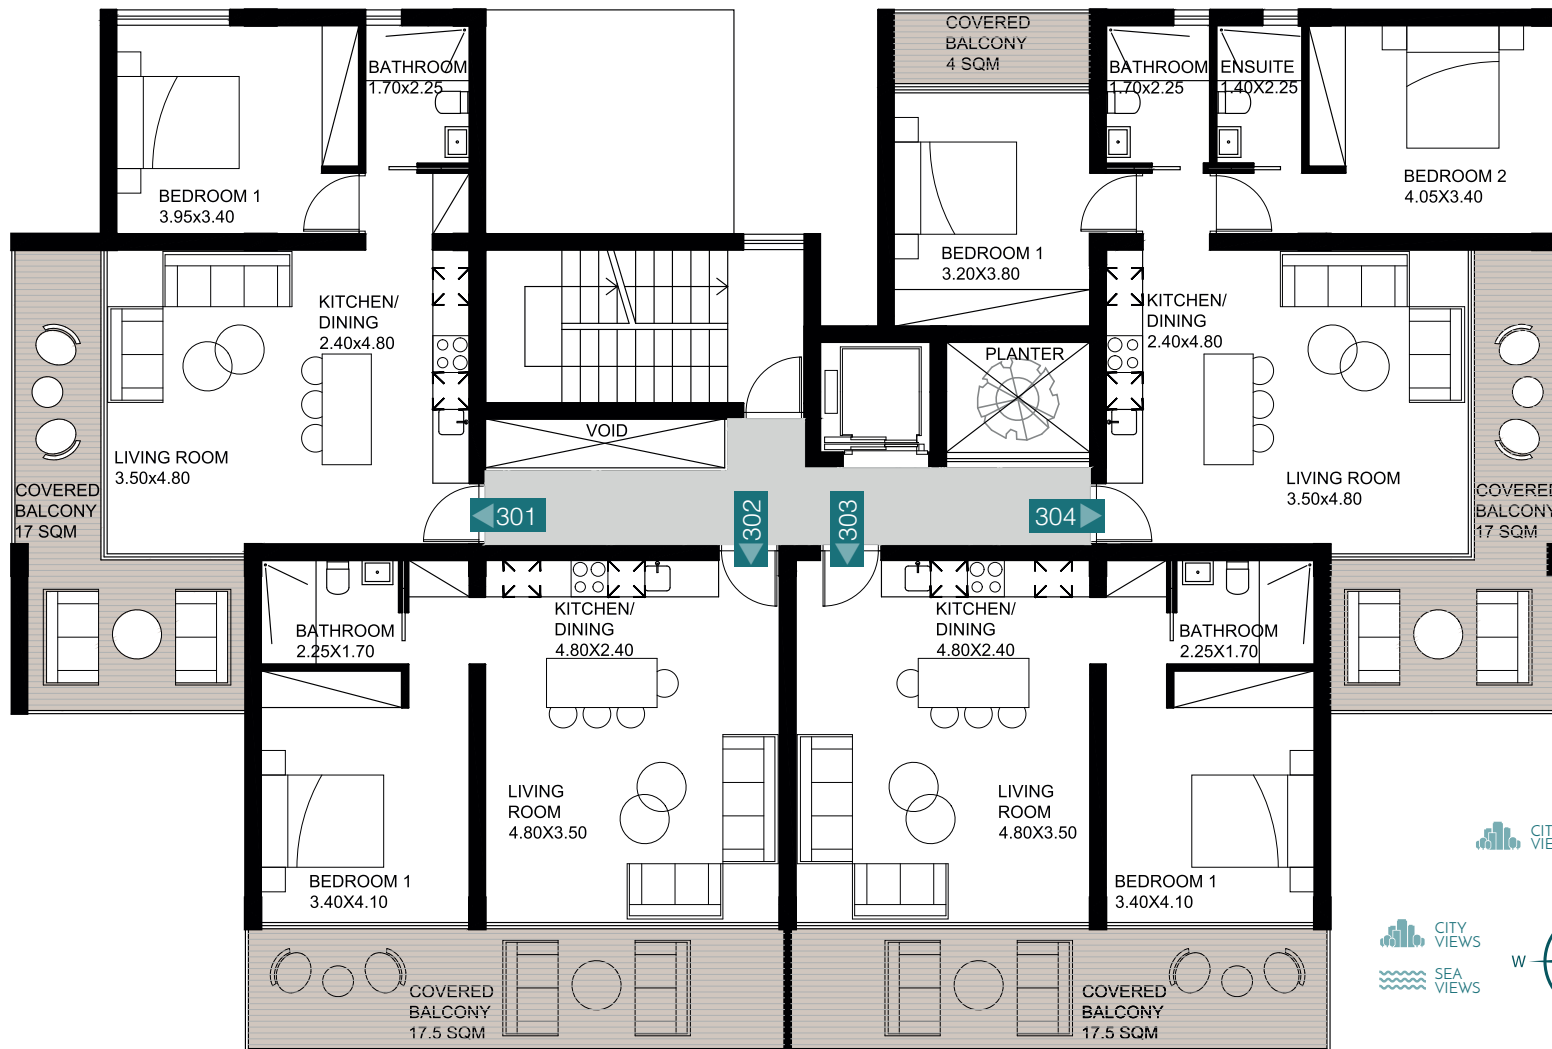 COVERED
BALCONY
4 SQM
BATHROOM
1.70x2.25
BATHROOM
1.70x2.25
ENSUITE
1.40X2.25
BEDROOM 1
3.95x3.40
BEDROOM 2
4.05X3.40
BEDROOM 1
3.20X3.80
KITCHEN/
DINING
2.40x4.80
KITCHEN/
DINING
2.40x4.80
PLANTER
VOID
LIVING ROOM
3.50x4.80
LIVING ROOM
3.50x4.80
COVERED
BALCONY
17 SQM
COVERED
BALCONY
17 SQM
301
302
303
304
KITCHEN/
DINING
4.80X2.40
KITCHEN/
DINING
4.80X2.40
BATHROOM
2.25X1.70
BATHROOM
2.25X1.70
LIVING
ROOM
4.80X3.50
LIVING
ROOM
4.80X3.50
BEDROOM 1
3.40X4.10
BEDROOM 1
3.40X4.10
CITY
VIEWS
SEA
VIEWS
W
COVERED
BALCONY
17.5 SQM
COVERED
BALCONY
17.5 SQM